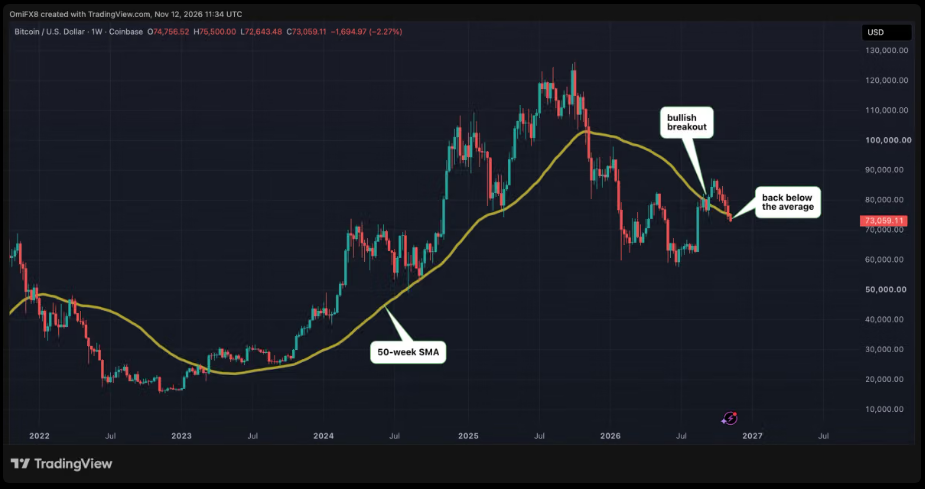 OmiFX8 created with TradingView.com, Nov 12, 2026 11:34 UTC
Bitcoin / U.S. Dollar · 1W · Coinbase O74,756.52 H75,500.00 L72,643.48 C73,059.11 −1,694.97 (−2.27%)
USD
130,000.00
120,000.00
110,000.00
100,000.00
90,000.00
80,000.00
73,059.11
70,000.00
60,000.00
50,000.00
40,000.00
30,000.00
20,000.00
10,000.00
bullish
breakout
back below
the average
50-week SMA
2022 Jul 2023 Jul 2024 Jul 2025 Jul 2026 Jul 2027 Jul
TradingView